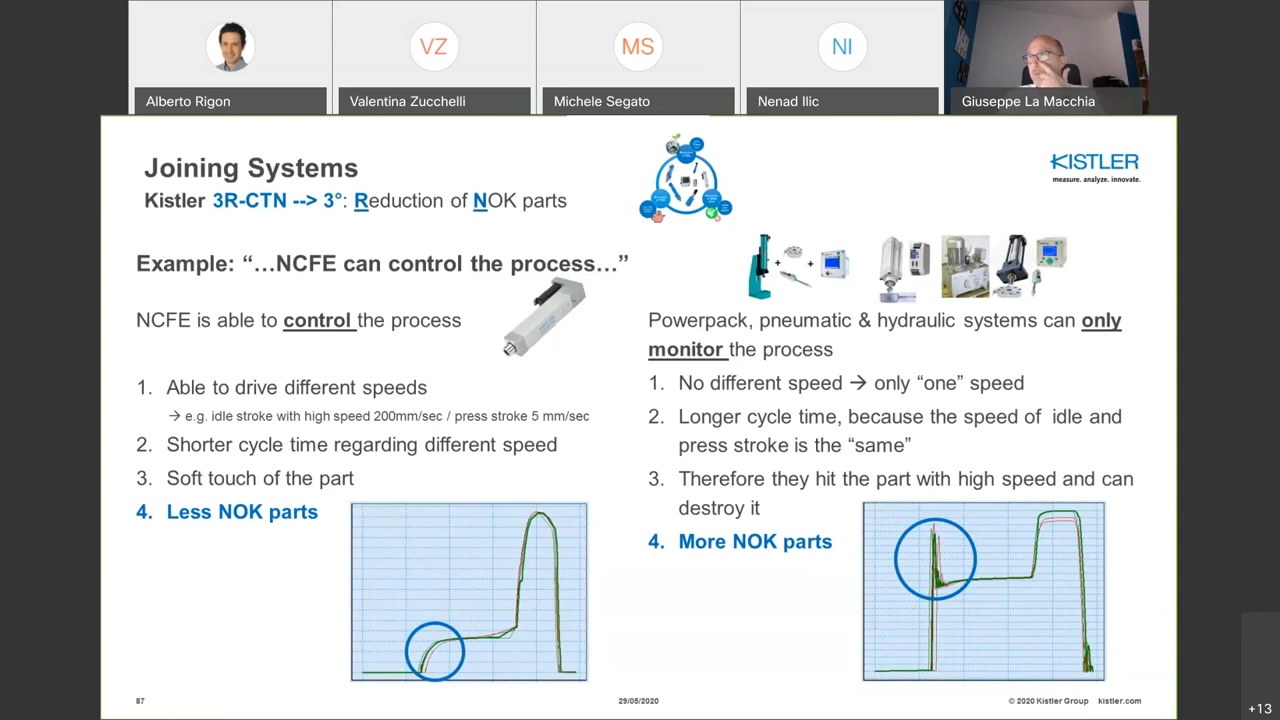 VZ
MS
NI
Alberto Rigon
Valentina Zucchelli
Michele Segato
Nenad Ilic
Giuseppe La Macchia
Joining Systems
Kistler 3R-CTN --> 3°: Reduction of NOK parts
KISTLER
measure. analyze. innovate.
Example: “…NCFE can control the process…”
NCFE is able to control the process
1. Able to drive different speeds
→ e.g. idle stroke with high speed 200mm/sec / press stroke 5 mm/sec
2. Shorter cycle time regarding different speed
3. Soft touch of the part
4. Less NOK parts
+ +
Powerpack, pneumatic & hydraulic systems can only
monitor the process
1. No different speed → only “one” speed
2. Longer cycle time, because the speed of idle and
press stroke is the “same”
3. Therefore they hit the part with high speed and can
destroy it
4. More NOK parts
87
29/05/2020
© 2020 Kistler Group kistler.com
+13